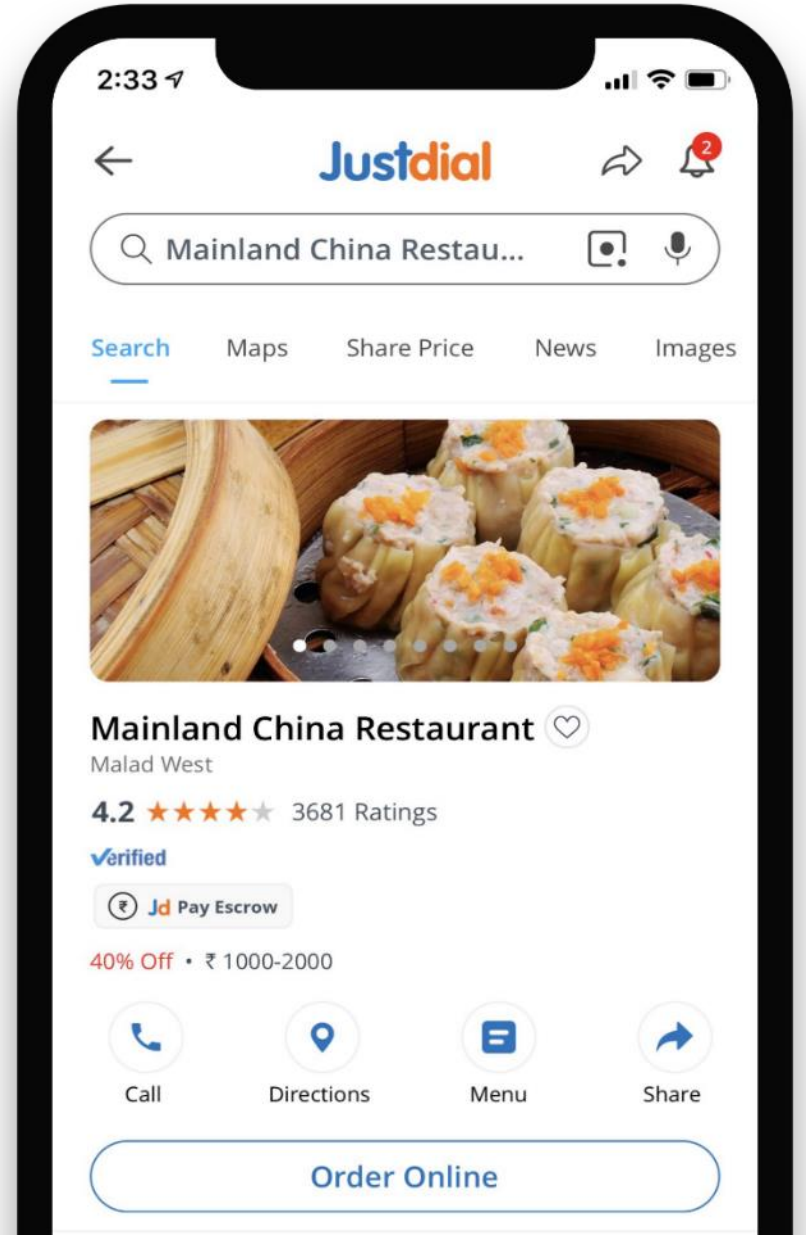 2:33
Justdial
2
Mainland China Restau...
Search Maps Share Price News Images
Mainland China Restaurant
Malad West
4.2 ★★★★★ 3681 Ratings
Verified
₹ Jd Pay Escrow
40% Off • ₹ 1000-2000
Call Directions Menu Share
Order Online